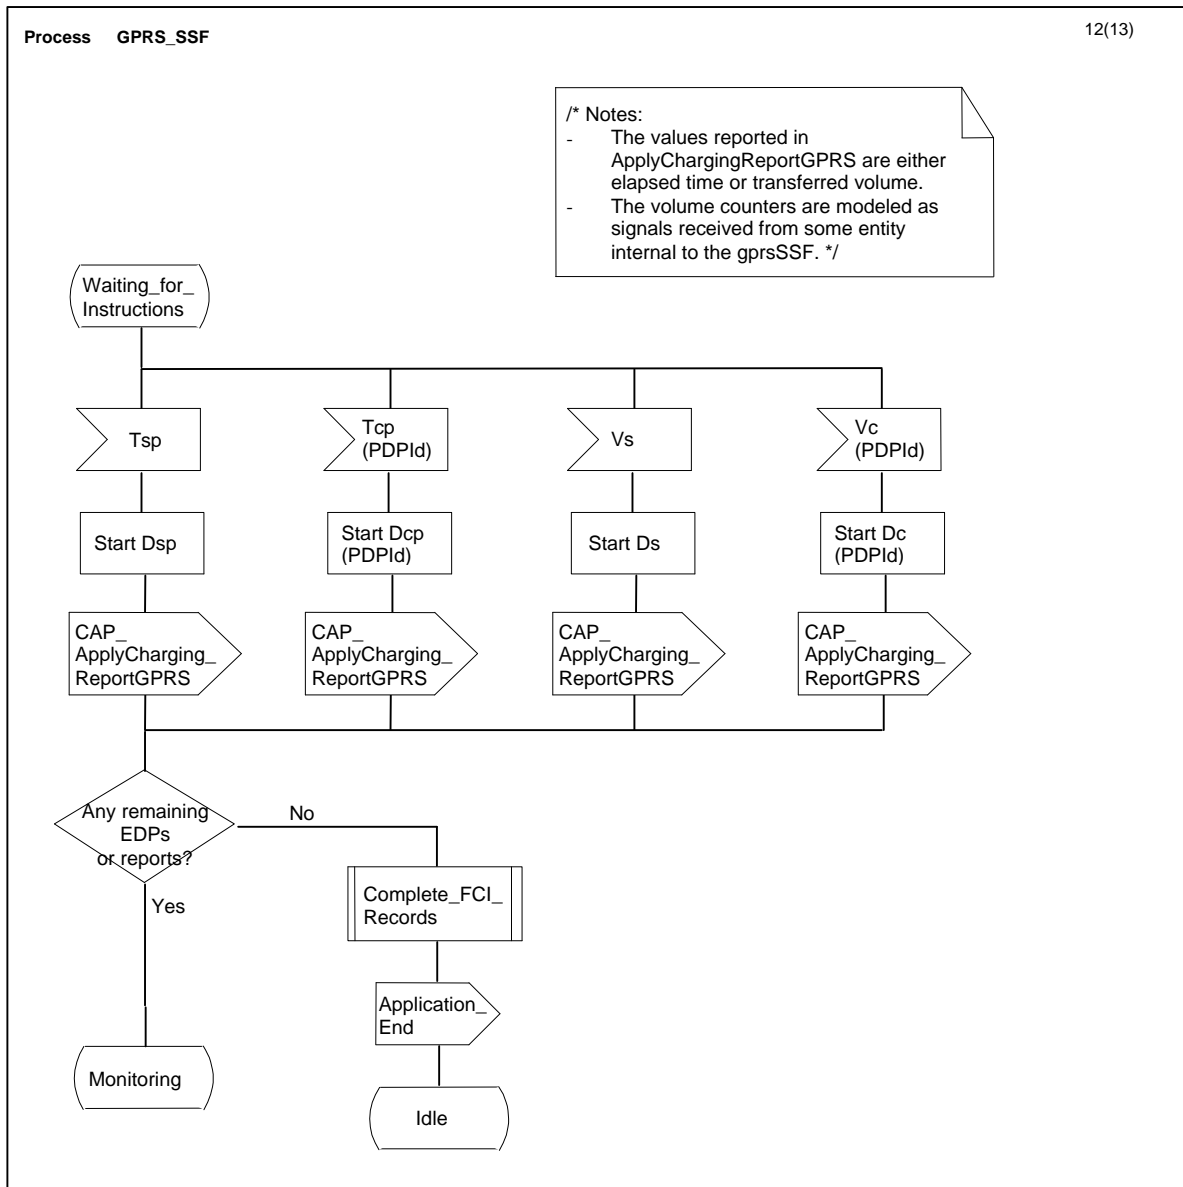 Process GPRS_SSF
12(13)
/* Notes:
- The values reported in
ApplyChargingReportGPRS are either
elapsed time or transferred volume.
- The volume counters are modeled as
signals received from some entity
internal to the gprsSSF. */
Waiting_for_
Instructions
Tsp
Tcp
(PDPId)
Vs
Vc
(PDPId)
Start Dsp
Start Dcp
(PDPId)
Start Ds
Start Dc
(PDPId)
CAP_
ApplyCharging_
ReportGPRS
CAP_
ApplyCharging_
ReportGPRS
CAP_
ApplyCharging_
ReportGPRS
CAP_
ApplyCharging_
ReportGPRS
Any remaining
EDPs
or reports?
No
Yes
Complete_FCI_
Records
Application_
End
Monitoring
Idle